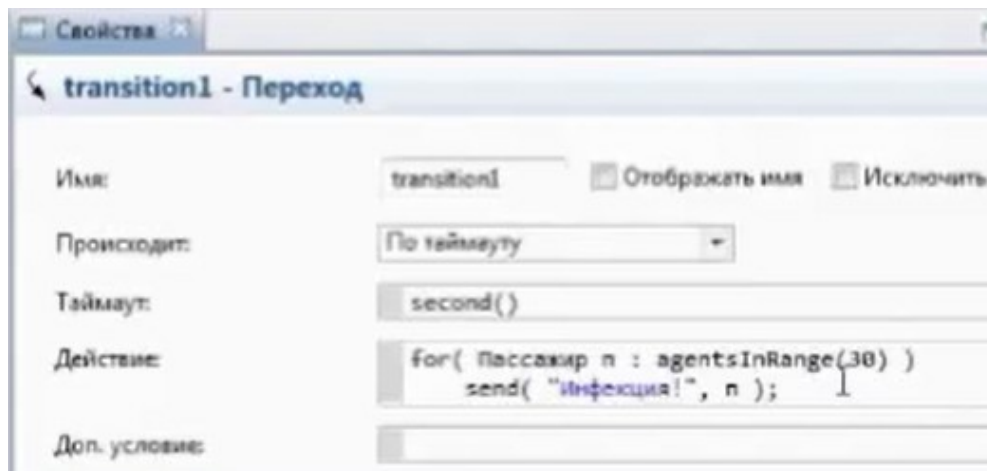 Свойства
transition1 - Переход
Имя: transition1 Отображать имя Исключить
Происходит: По таймауту
Таймаут: second()
Действие: for( Пассажир п : agentsInRange(30) )
send( "Инфекция!", п );
Доп. условие: